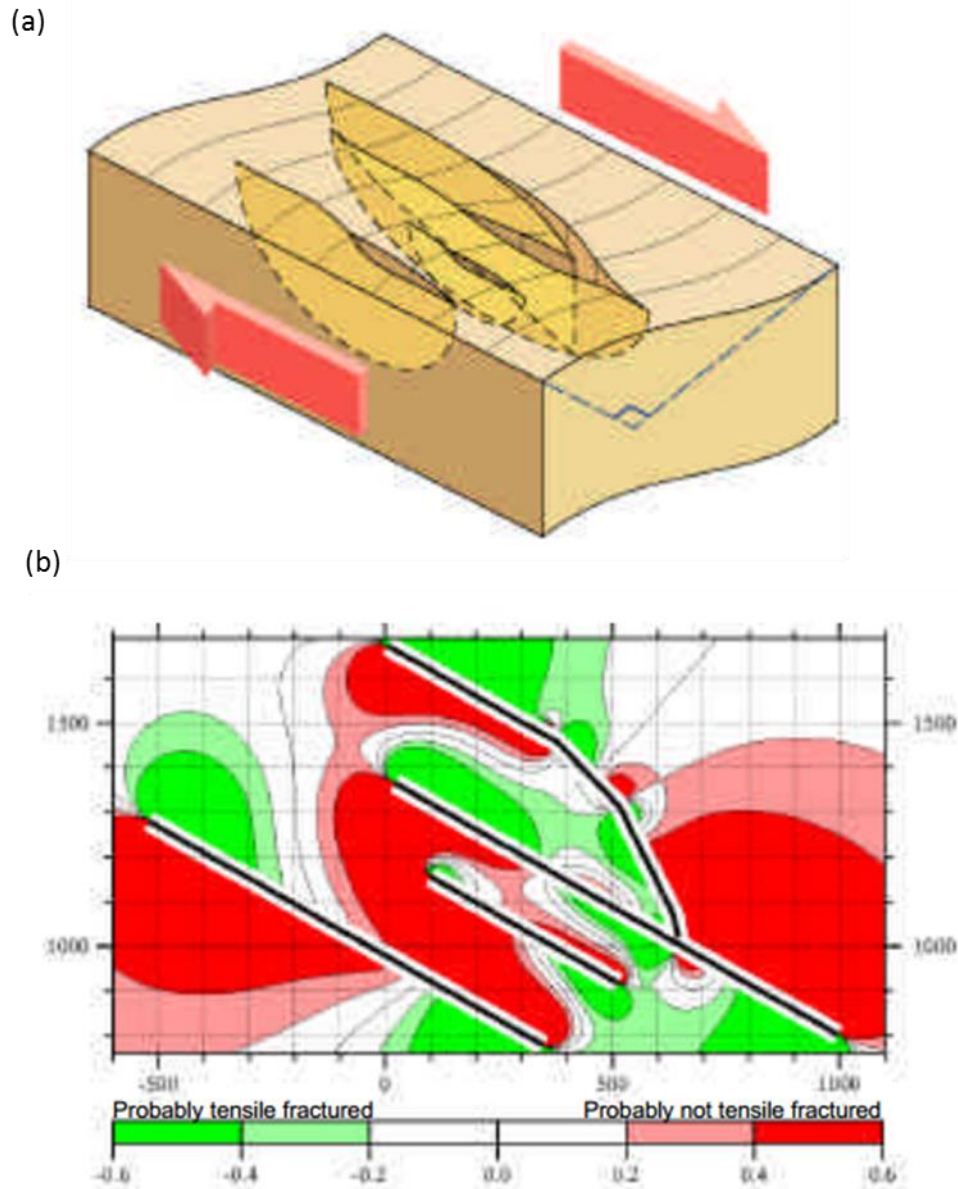 (a)
(b)
1500 1500
1000 1000
-500 0 500 1000
Probably tensile fractured Probably not tensile fractured
-0.6 -0.4 -0.2 0.0 0.2 0.4 0.6